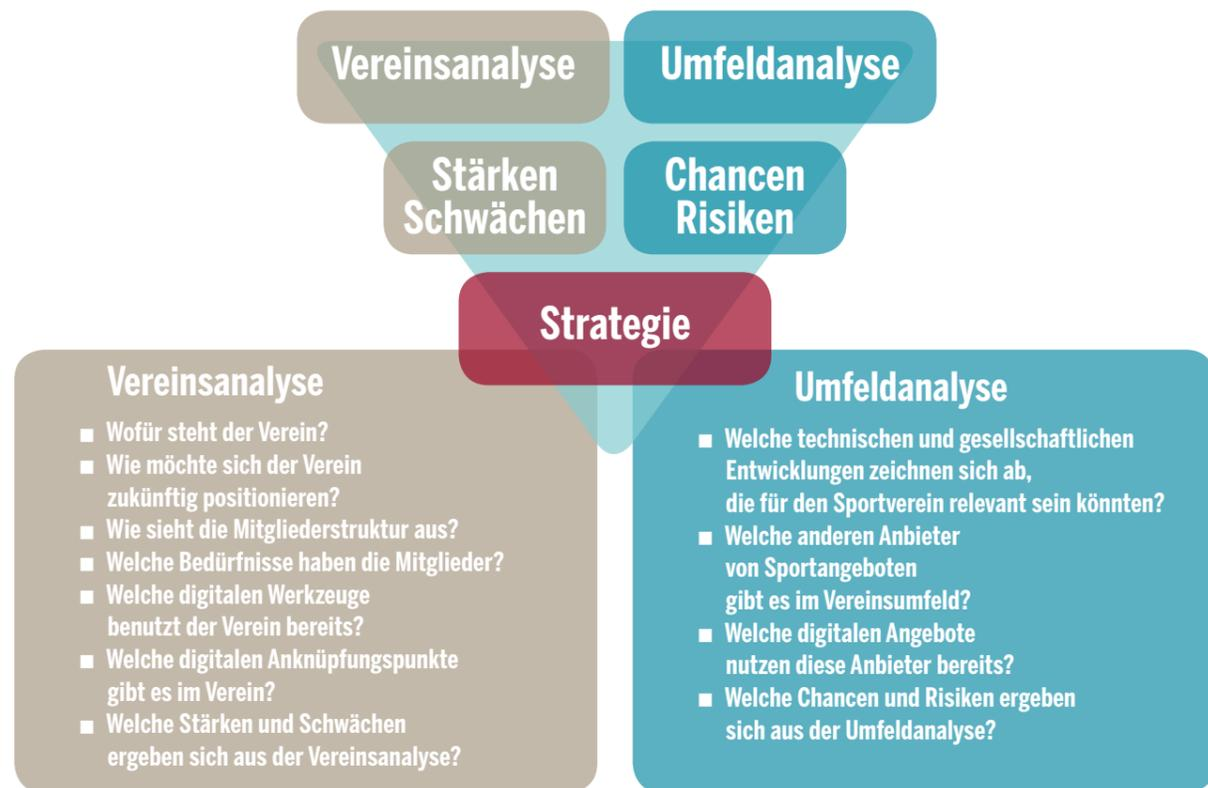 Vereinsanalyse
Umfeldanalyse
Stärken
Schwächen
Chancen
Risiken
Strategie
Vereinsanalyse
■ Wofür steht der Verein?
■ Wie möchte sich der Verein
zukünftig positionieren?
■ Wie sieht die Mitgliederstruktur aus?
■ Welche Bedürfnisse haben die Mitglieder?
■ Welche digitalen Werkzeuge
benutzt der Verein bereits?
■ Welche digitalen Anknüpfungspunkte
gibt es im Verein?
■ Welche Stärken und Schwächen
ergeben sich aus der Vereinsanalyse?
Umfeldanalyse
■ Welche technischen und gesellschaftlichen
Entwicklungen zeichnen sich ab,
die für den Sportverein relevant sein könnten?
■ Welche anderen Anbieter
von Sportangeboten
gibt es im Vereinsumfeld?
■ Welche digitalen Angebote
nutzen diese Anbieter bereits?
■ Welche Chancen und Risiken ergeben
sich aus der Umfeldanalyse?